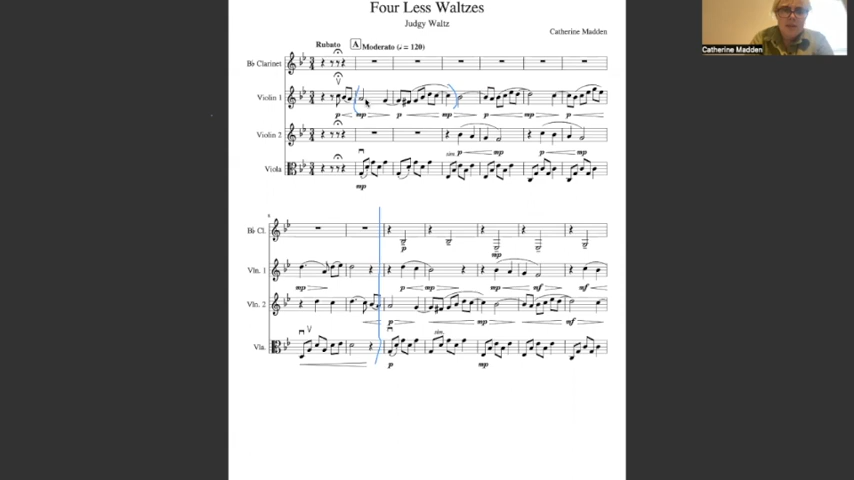 Four Less Waltzes
Judgy Waltz
Catherine Madden
Catherine Madden
Rubato A Moderato (♩ = 120)
B♭ Clarinet
Violin 1
p mp p mp p mp
Violin 2
sim. p mp p mp
Viola
mp
B♭ Cl.
p mp
Vln. 1
mp p mp mp mf mf
Vln. 2
p mp mf
sim.
Vla.
p mp